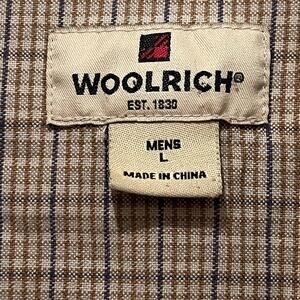 WOOLRICH®
EST. 1830
MENS
L
MADE IN CHINA